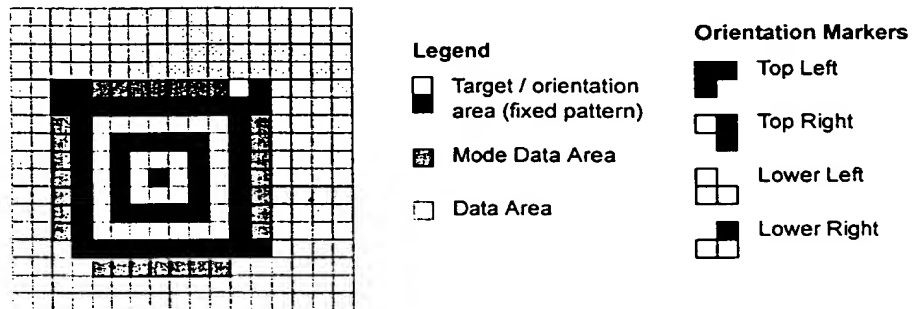 Legend
Target / orientation
area (fixed pattern)
Mode Data Area
Data Area
Orientation Markers
Top Left
Top Right
Lower Left
Lower Right